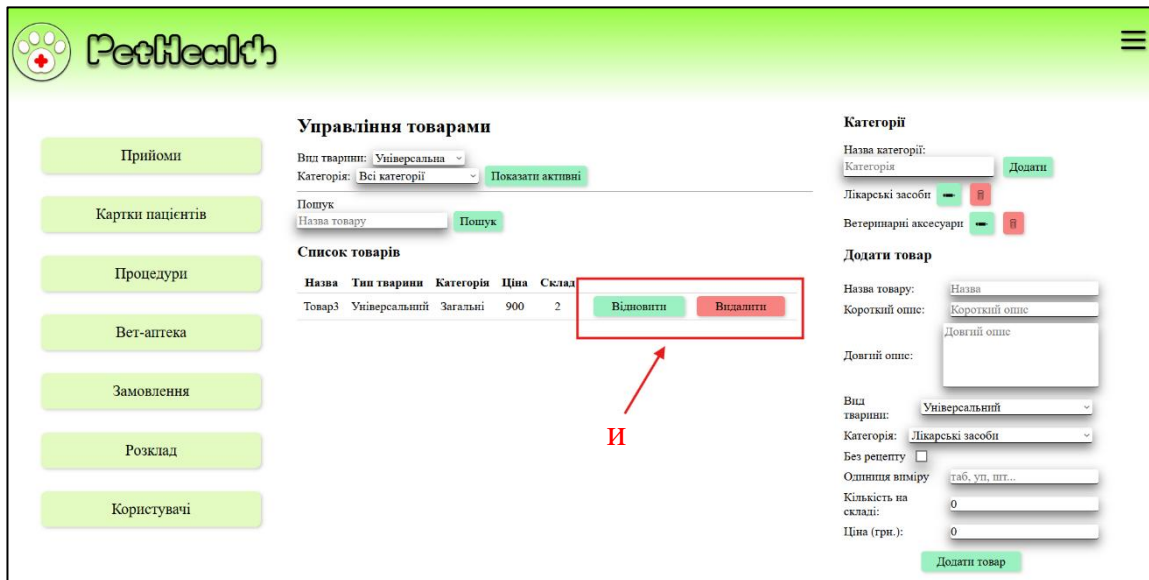 PetHealth
Прийоми
Картки пацієнтів
Процедури
Вет-аптека
Замовлення
Розклад
Користувачі
Управління товарами
Вид тварини: Універсальна
Категорія: Всі категорії Показати активні
Пошук
Назва товару Пошук
Список товарів
Назва Тип тварини Категорія Ціна Склад
Товар3 Універсальний Загальні 900 2 Відновити Видалити
и
Категорії
Назва категорії:
Категорія Додати
Лікарські засоби
Ветеринарні аксесуари
Додати товар
Назва товару: Назва
Короткий опис: Короткий опис
Довгий опис: Довгий опис
Вид
тварини: Універсальний
Категорія: Лікарські засоби
Без рецепту
Одиниця виміру таб, уп, шт...
Кількість на
складі: 0
Ціна (грн.): 0
Додати товар